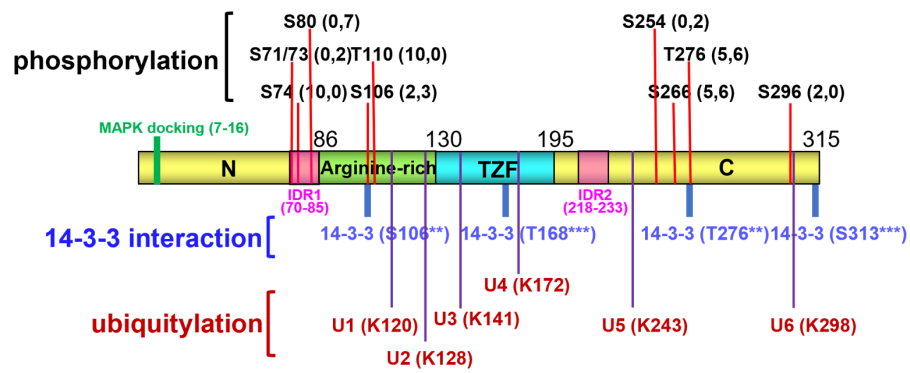 S80 (0,7)
S254 (0,2)
phosphorylation
S71/73 (0,2)
T110 (10,0)
T276 (5,6)
S74 (10,0)
S106 (2,3)
S266 (5,6)
S296 (2,0)
MAPK docking (7-16)
86
130
195
315
N
Arginine-rich
TZF
C
IDR1
(70-85)
IDR2
(218-233)
14-3-3 interaction
14-3-3 (S106**)
14-3-3 (T168***)
14-3-3 (T276**)
14-3-3 (S313***)
ubiquitylation
U4 (K172)
U1 (K120)
U3 (K141)
U5 (K243)
U6 (K298)
U2 (K128)